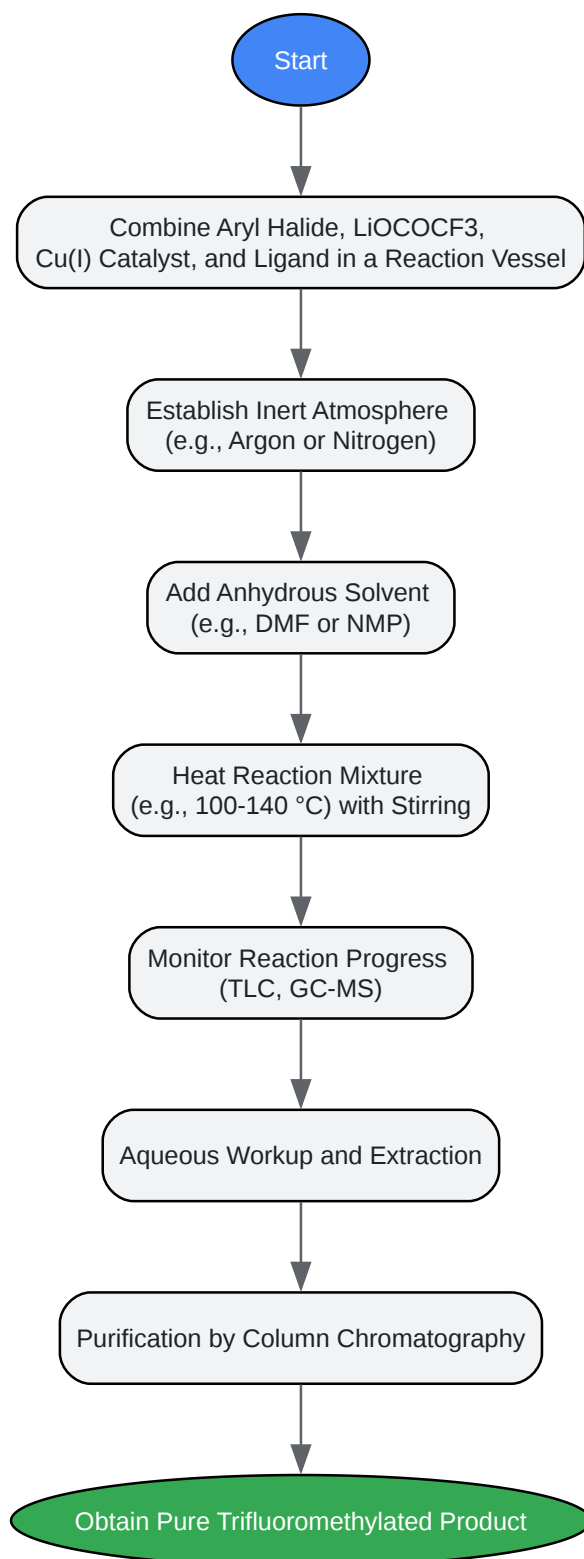 Start
Combine Aryl Halide, LiOCOCF3,
Cu(I) Catalyst, and Ligand in a Reaction Vessel
Establish Inert Atmosphere
(e.g., Argon or Nitrogen)
Add Anhydrous Solvent
(e.g., DMF or NMP)
Heat Reaction Mixture
(e.g., 100-140 °C) with Stirring
Monitor Reaction Progress
(TLC, GC-MS)
Aqueous Workup and Extraction
Purification by Column Chromatography
Obtain Pure Trifluoromethylated Product